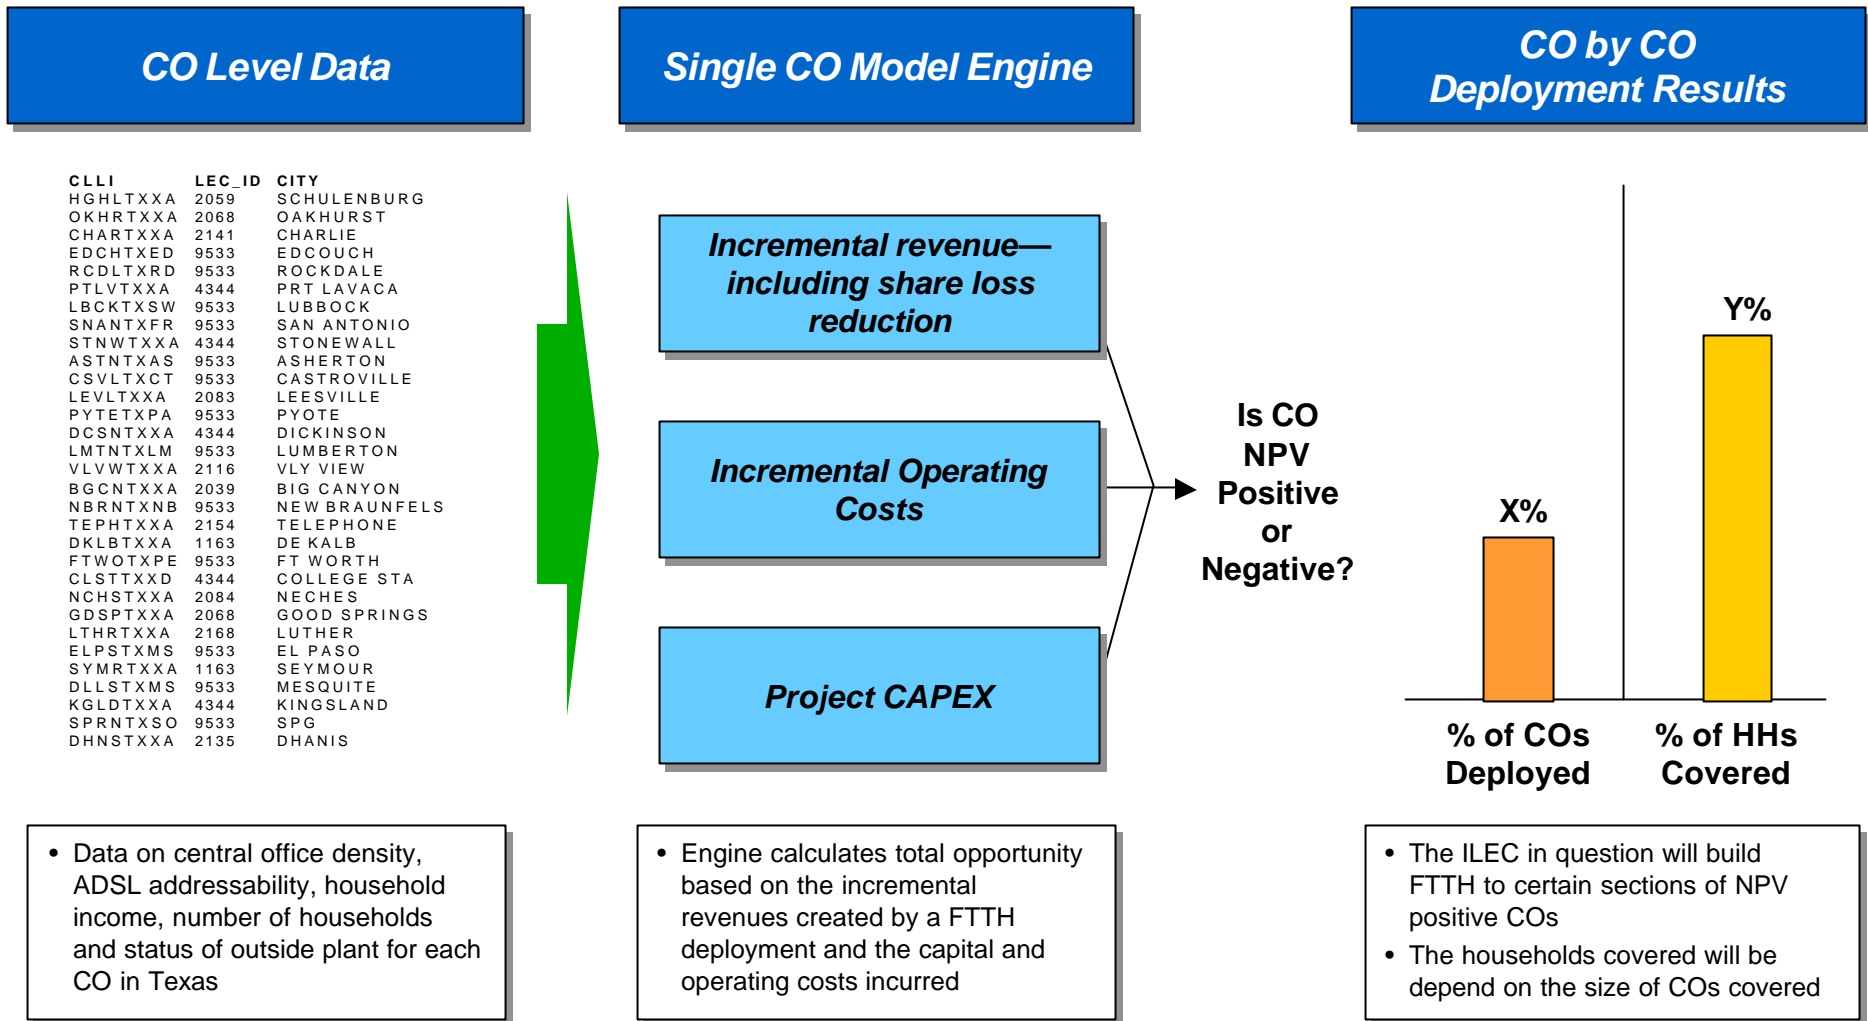 CO Level Data
Single CO Model Engine
CO by CO
Deployment Results
CLLI LEC_ID CITY
HGHLTXXA 2059 SCHULENBURG
OKHRTXXA 2068 OAKHURST
CHARTXXA 2141 CHARLIE
EDCHTXED 9533 EDCOUCH
RCDLTXRD 9533 ROCKDALE
PTLVTXXA 4344 PRT LAVACA
LBCKTXSW 9533 LUBBOCK
SNANTXFR 9533 SAN ANTONIO
STNWTXXA 4344 STONEWALL
ASTNTXAS 9533 ASHERTON
CSVLTXCT 9533 CASTROVILLE
LEVLTXXA 2083 LEESVILLE
PYTETXPA 9533 PYOTE
DCSNTXXA 4344 DICKINSON
LMTNTXLM 9533 LUMBERTON
VLVWTXXA 2116 VLY VIEW
BGCNTXXA 2039 BIG CANYON
NBRNTXNB 9533 NEW BRAUNFELS
TEPHTXXA 2154 TELEPHONE
DKLBTXXA 1163 DE KALB
FTWOTXPE 9533 FT WORTH
CLSTTXXD 4344 COLLEGE STA
NCHSTXXA 2084 NECHES
GDSPTXXA 2068 GOOD SPRINGS
LTHRTXXA 2168 LUTHER
ELPSTXMS 9533 EL PASO
SYMRTXXA 1163 SEYMOUR
DLLSTXMS 9533 MESQUITE
KGLDTXXA 4344 KINGSLAND
SPRNTXSO 9533 SPG
DHNSTXXA 2135 DHANIS
Incremental revenue—
including share loss
reduction
Incremental Operating
Costs
Project CAPEX
Is CO
NPV
Positive
or
Negative?
X%
Y%
% of COs
Deployed
% of HHs
Covered
• Data on central office density,
ADSL addressability, household
income, number of households
and status of outside plant for each
CO in Texas
• Engine calculates total opportunity
based on the incremental
revenues created by a FTTH
deployment and the capital and
operating costs incurred
• The ILEC in question will build
FTTH to certain sections of NPV
positive COs
• The households covered will be
depend on the size of COs covered